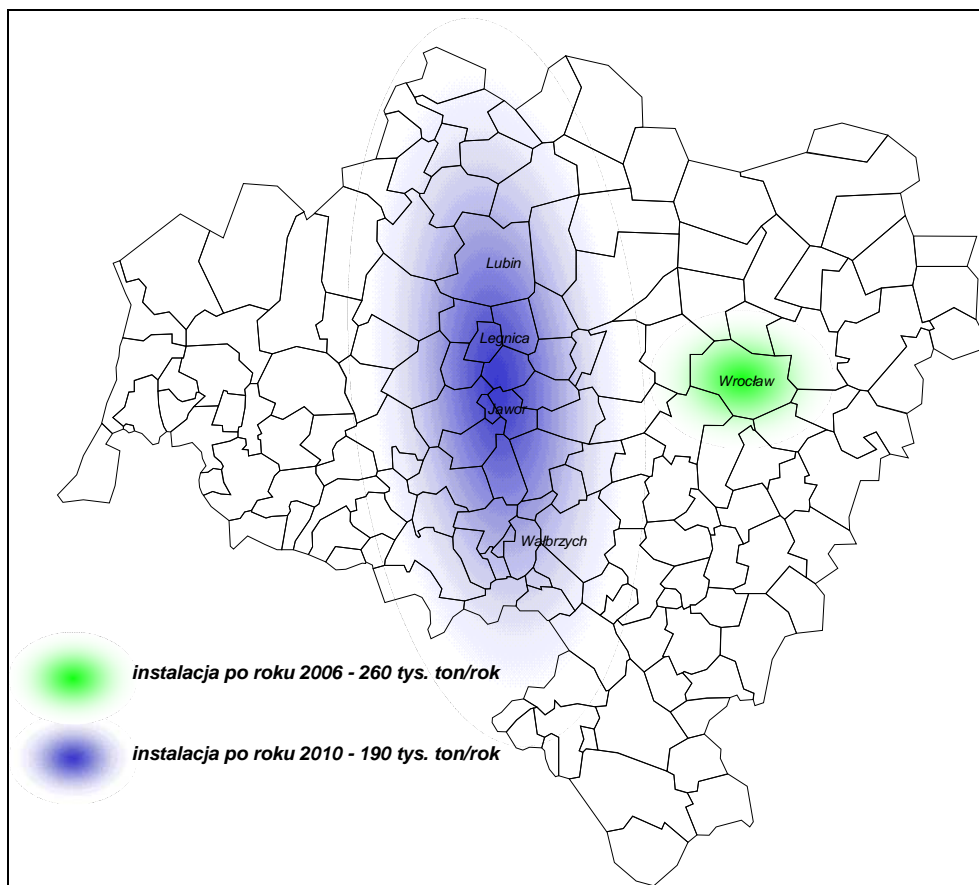 Lubin
Legnica
Wrocław
Jawor
Wałbrzych
instalacja po roku 2006 - 260 tys. ton/rok
instalacja po roku 2010 - 190 tys. ton/rok